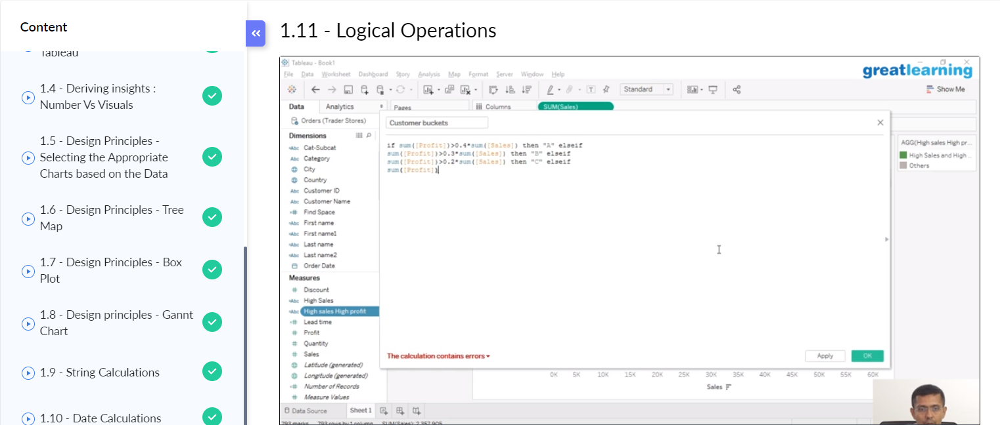 Content
Tableau
1.4 - Deriving insights :
Number Vs Visuals
1.5 - Design Principles -
Selecting the Appropriate
Charts based on the Data
1.6 - Design Principles - Tree
Map
1.7 - Design Principles - Box
Plot
1.8 - Design principles - Gannt
Chart
1.9 - String Calculations
1.10 - Date Calculations
1.11 - Logical Operations
Tableau - Book1
File Data Worksheet Dashboard Story Analysis Map Format Server Window Help
greatlearning
Standard
Show Me
Data Analytics
Pages
Columns
SUM(Sales)
Orders (Trader Stores)
Dimensions
Abc Cat-Subcat
Abc Category
City
Country
Abc Customer ID
Abc Customer Name
Find Space
Abc First name
Abc First name1
Abc Last name
Abc Last name2
Order Date
Measures
Discount
Abc High Sales
Abc High sales High profit
Lead time
Profit
Quantity
Sales
Latitude (generated)
Longitude (generated)
Number of Records
Measure Values
Customer buckets
if sum([Profit])>0.4*sum([Sales]) then "A" elseif
sum([Profit])>0.3*sum([Sales]) then "B" elseif
sum([Profit])>0.2*sum([Sales]) then "C" elseif
sum([Profit])
The calculation contains errors
Apply
OK
AGG(High sales High pr...
High Sales and High ..
Others
0K 5K 10K 15K 20K 25K 30K 35K 40K 45K 50K 55K 60K
Sales
Data Source
Sheet 1
793 marks 793 rows by 1 column SUM(Sales): 2,357,905